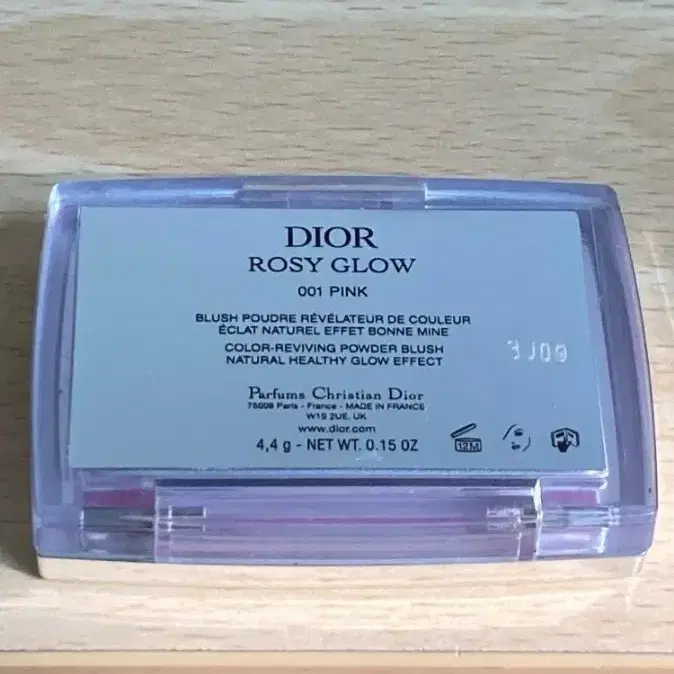 DIOR
ROSY GLOW
001 PINK
BLUSH POUDRE RÉVÉLATEUR DE COULEUR
ÉCLAT NATUREL EFFET BONNE MINE
COLOR-REVIVING POWDER BLUSH
NATURAL HEALTHY GLOW EFFECT
3J09
Parfums Christian Dior
75008 Paris - France - MADE IN FRANCE
W1S 2UE, UK
www.dior.com
4,4 g - NET WT. 0.15 OZ
12M